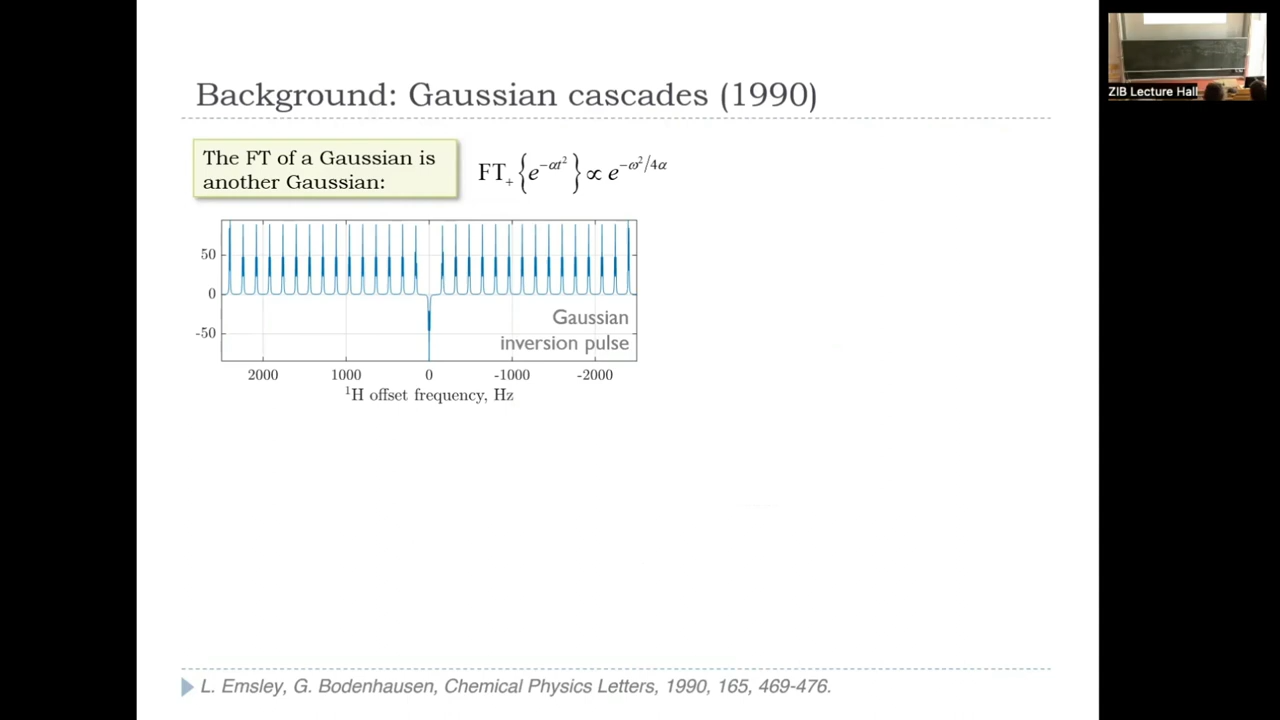 Background: Gaussian cascades (1990)
ZIB Lecture Hall
The FT of a Gaussian is
another Gaussian:
FT₊{e^{-αt²}} ∝ e^{-ω²/4α}
50
0
-50
Gaussian
inversion pulse
2000 1000 0 -1000 -2000
¹H offset frequency, Hz
L. Emsley, G. Bodenhausen, Chemical Physics Letters, 1990, 165, 469-476.